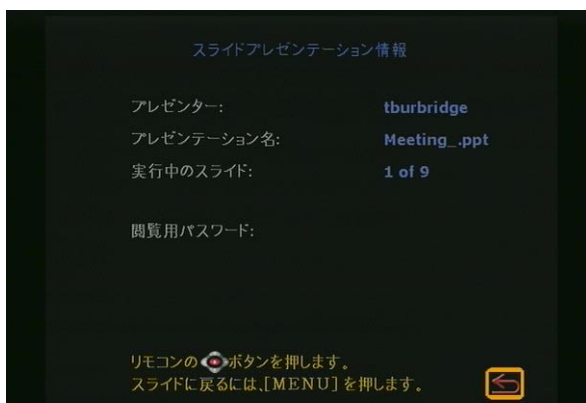 スライドプレゼンテーション情報
プレゼンター: tburbridge
プレゼンテーション名: Meeting_.ppt
実行中のスライド: 1 of 9
閲覧用パスワード:
リモコンのボタンを押します。
スライドに戻るには、[MENU]を押します。